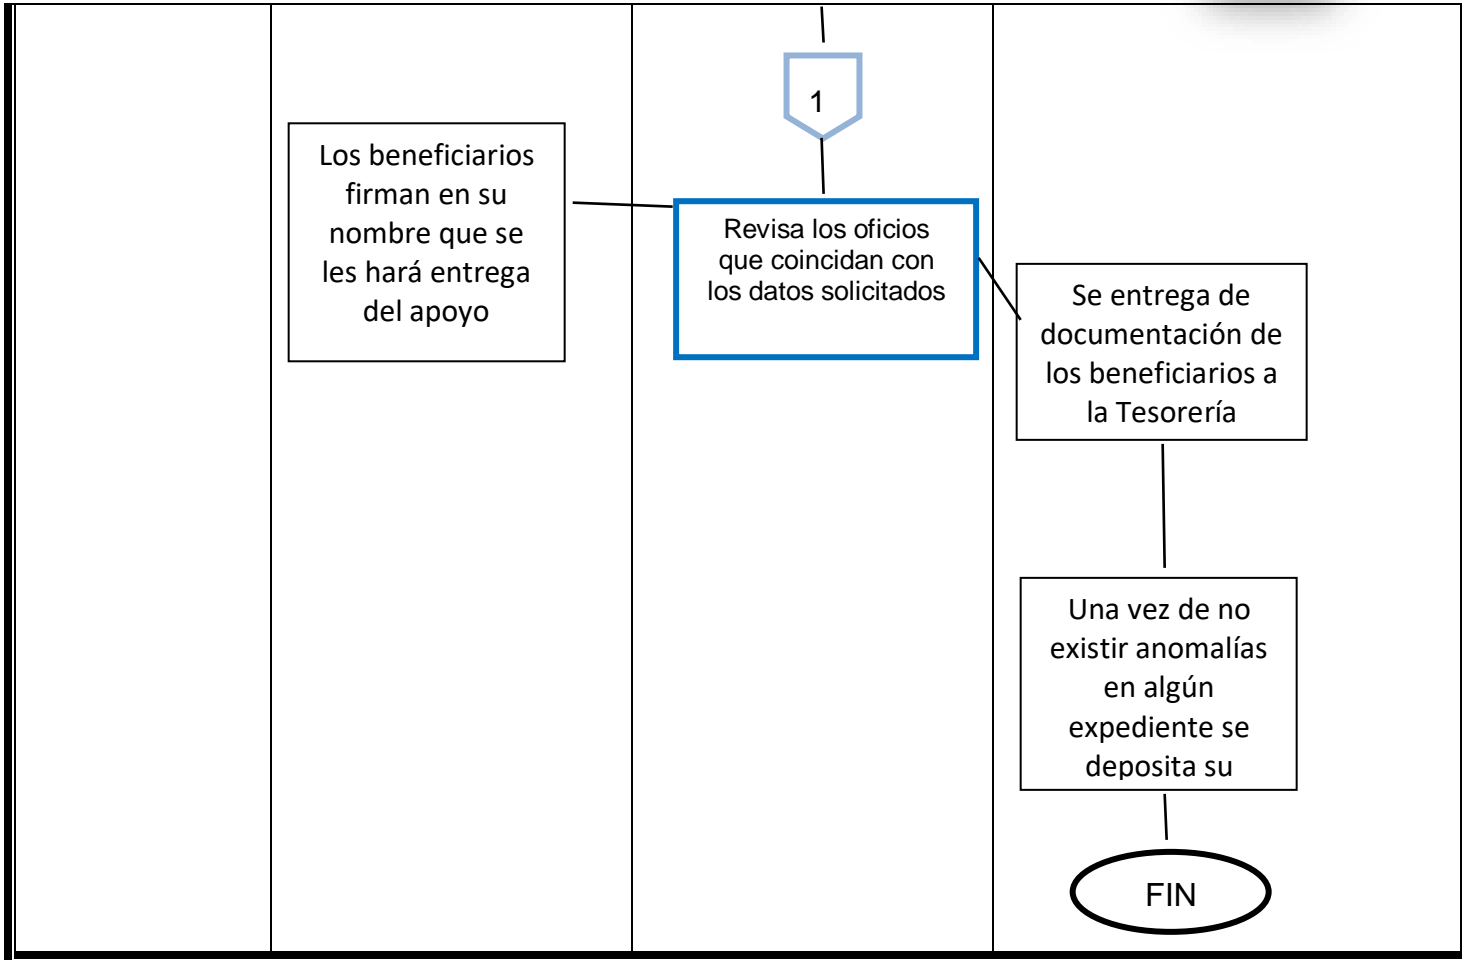 1
Los beneficiarios
firman en su
nombre que se
les hará entrega
del apoyo
Revisa los oficios
que coincidan con
los datos solicitados
Se entrega de
documentación de
los beneficiarios a
la Tesorería
Una vez de no
existir anomalías
en algún
expediente se
deposita su
FIN